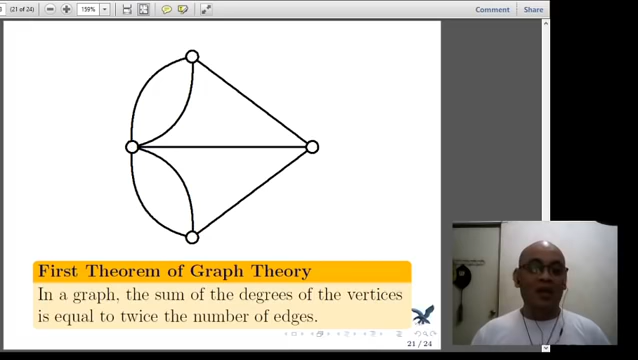 (21 of 24)
159%
Comment
Share
First Theorem of Graph Theory
In a graph, the sum of the degrees of the vertices
is equal to twice the number of edges.
21 / 24